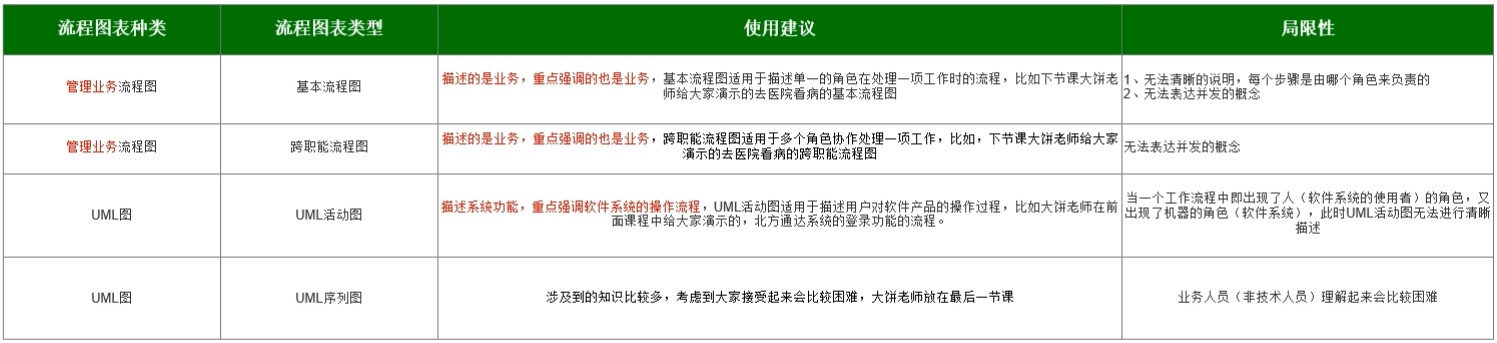 流程图表种类 流程图表类型 使用建议 局限性
管理业务流程图
基本流程图
描述的是业务，重点强调的也是业务，基本流程图适用于描述单一的角色在处理一项工作时的流程，比如下节课大饼老
师给大家演示的去医院看病的基本流程图
1、无法清晰的说明，每个步骤是由哪个角色来负责的
2、无法表达并发的概念
管理业务流程图
跨职能流程图
描述的是业务，重点强调的也是业务，跨职能流程图适用于多个角色协作处理一项工作，比如，下节课大饼老师给大家
演示的去医院看病的跨职能流程图
无法表达并发的概念
UML图
UML活动图
描述系统功能，重点强调软件系统的操作流程，UML活动图适用于描述用户对软件产品的操作过程，比如大饼老师在前
面课程中给大家演示的，北方通达系统的登录功能的流程。
当一个工作流程中即出现了人（软件系统的使用者）的角色，又
出现了机器的角色（软件系统），此时UML活动图无法进行清晰
描述
UML图
UML序列图
涉及到的知识比较多，考虑到大家接受起来会比较困难，大饼老师放在最后一节课
业务人员（非技术人员）理解起来会比较困难